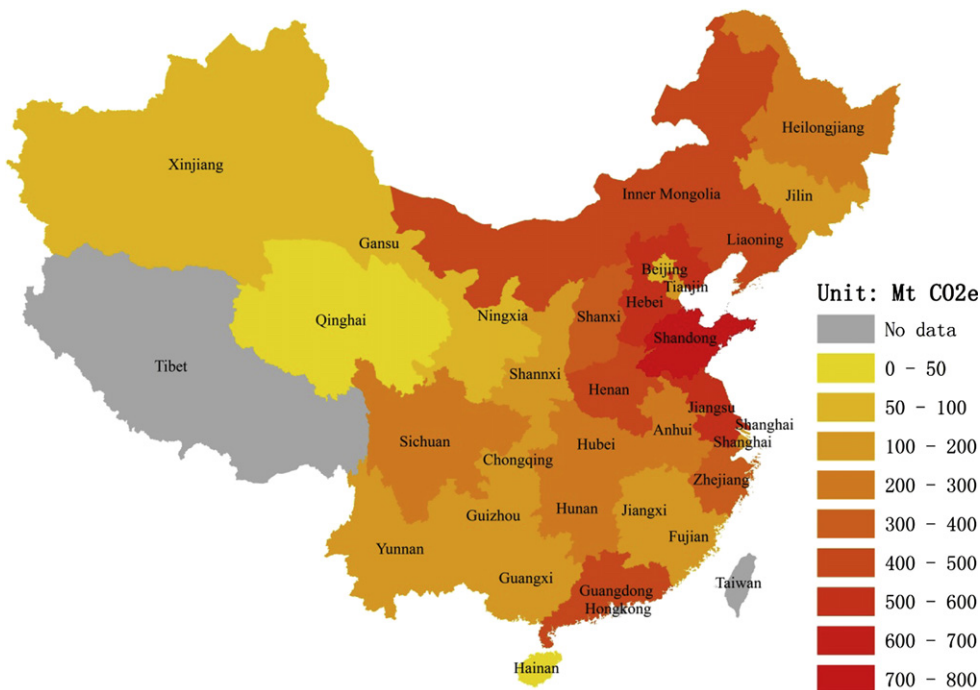 Heilongjiang
Xinjiang
Inner Mongolia
Jilin
Gansu
Liaoning
Beijing
Tianjin
Hebei
Qinghai
Ningxia
Shanxi
Shandong
Tibet
Shannxi
Henan
Jiangsu
Shanghai
Sichuan
Hubei
Anhui
Shanghai
Chongqing
Zhejiang
Guizhou
Hunan
Jiangxi
Fujian
Yunnan
Guangxi
Guangdong
Hongkong
Taiwan
Hainan
Unit: Mt CO2e
No data
0 - 50
50 - 100
100 - 200
200 - 300
300 - 400
400 - 500
500 - 600
600 - 700
700 - 800